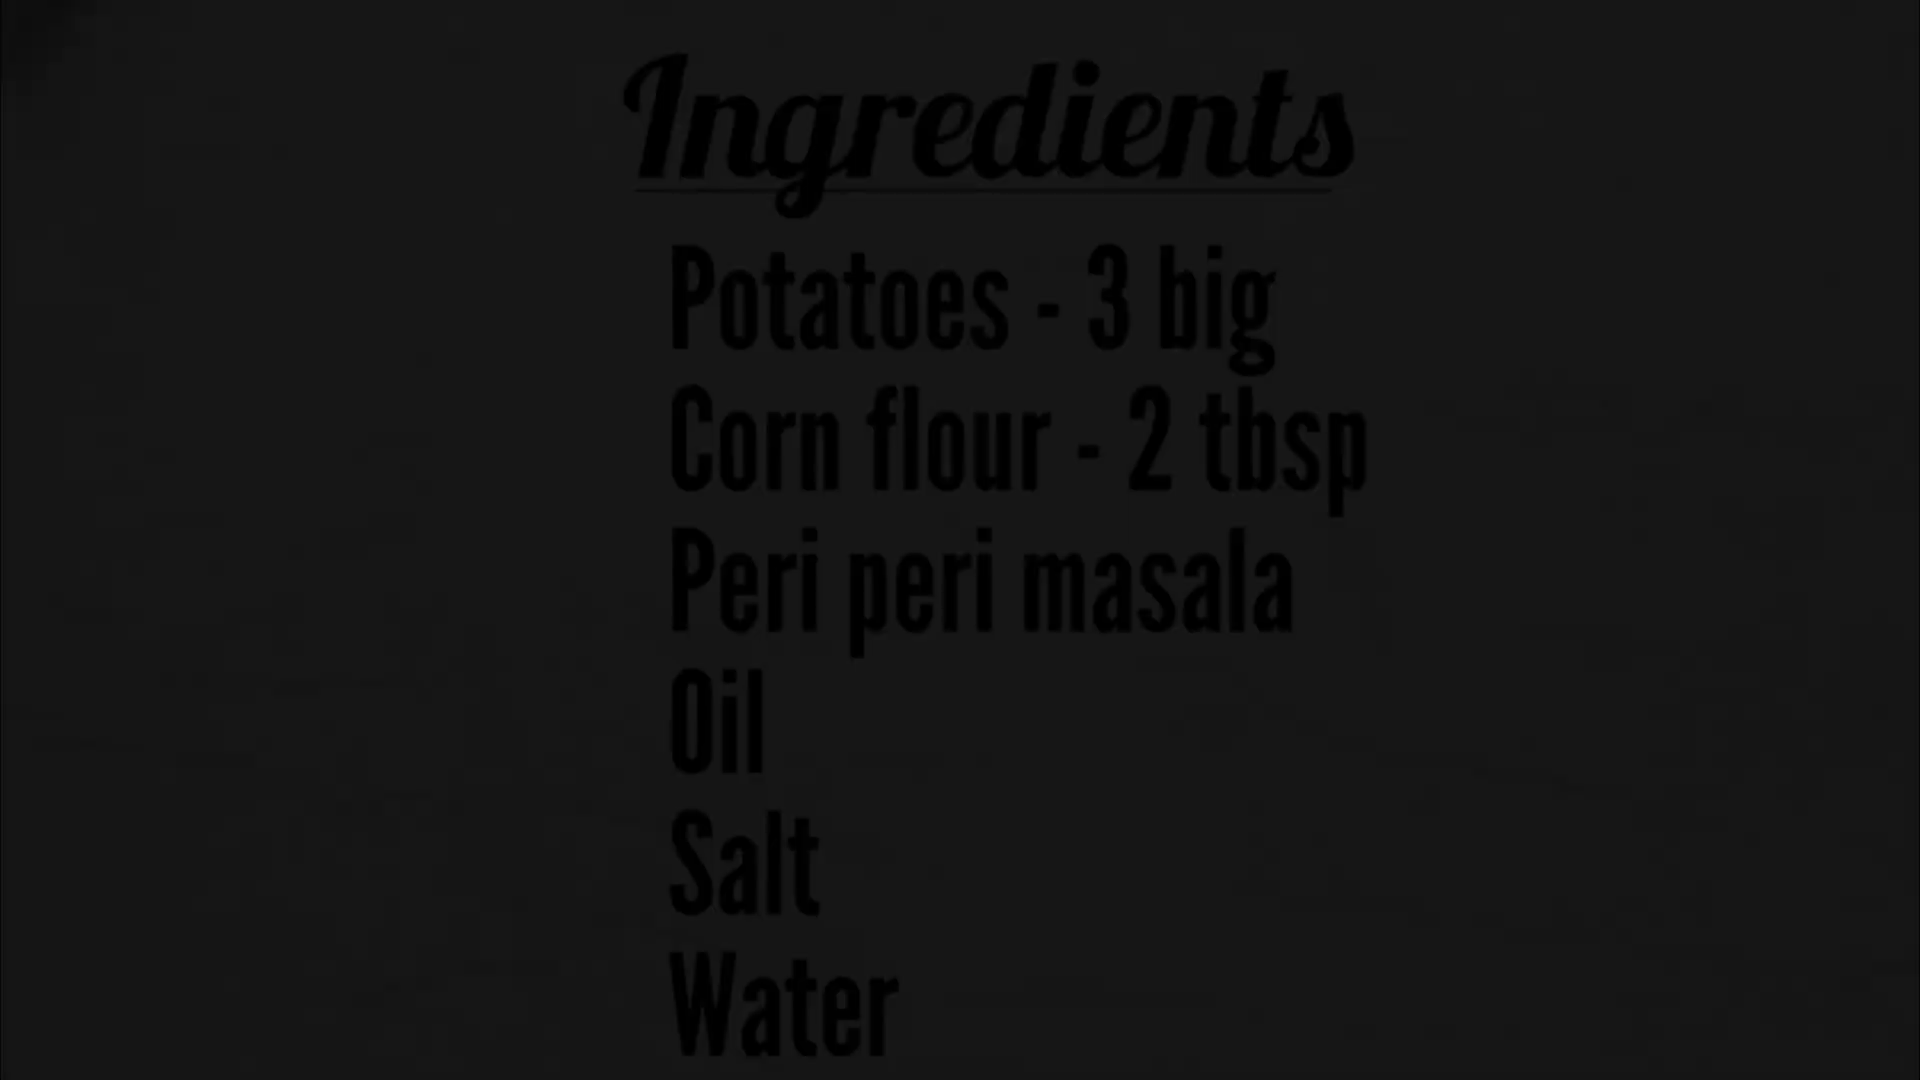 Ingredients
Potatoes - 3 big
Corn flour - 2 tbsp
Peri peri masala
Oil
Salt
Water